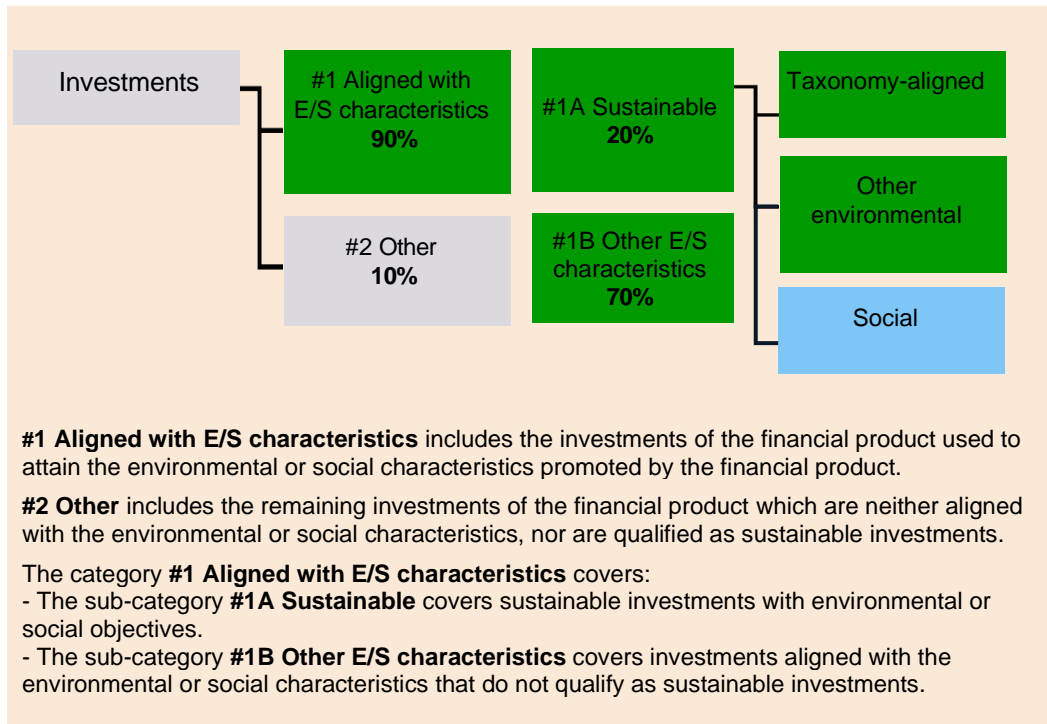 Investments
#1 Aligned with
E/S characteristics
90%
#2 Other
10%
#1A Sustainable
20%
#1B Other E/S
characteristics
70%
Taxonomy-aligned
Other
environmental
Social
#1 Aligned with E/S characteristics includes the investments of the financial product used to
attain the environmental or social characteristics promoted by the financial product.
#2 Other includes the remaining investments of the financial product which are neither aligned
with the environmental or social characteristics, nor are qualified as sustainable investments.
The category #1 Aligned with E/S characteristics covers:
- The sub-category #1A Sustainable covers sustainable investments with environmental or
social objectives.
- The sub-category #1B Other E/S characteristics covers investments aligned with the
environmental or social characteristics that do not qualify as sustainable investments.